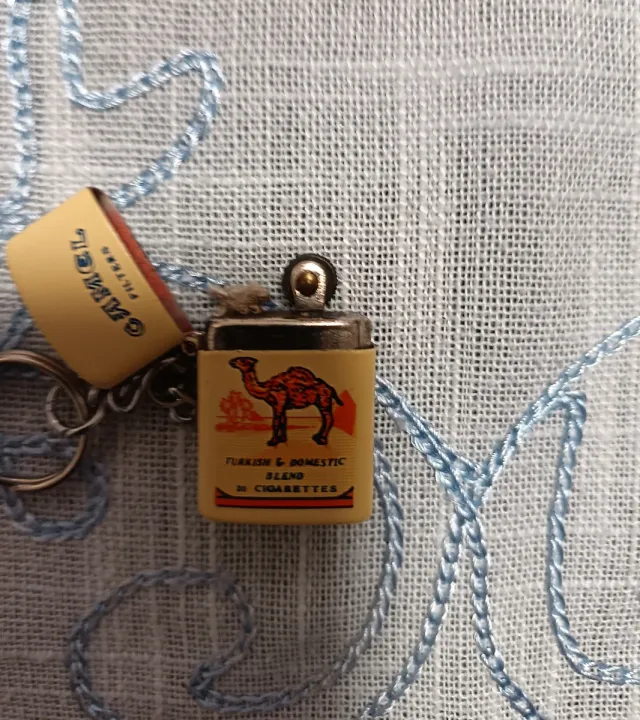 CAMEL
FILTERS
TURKISH & DOMESTIC
BLEND
20 CIGARETTES